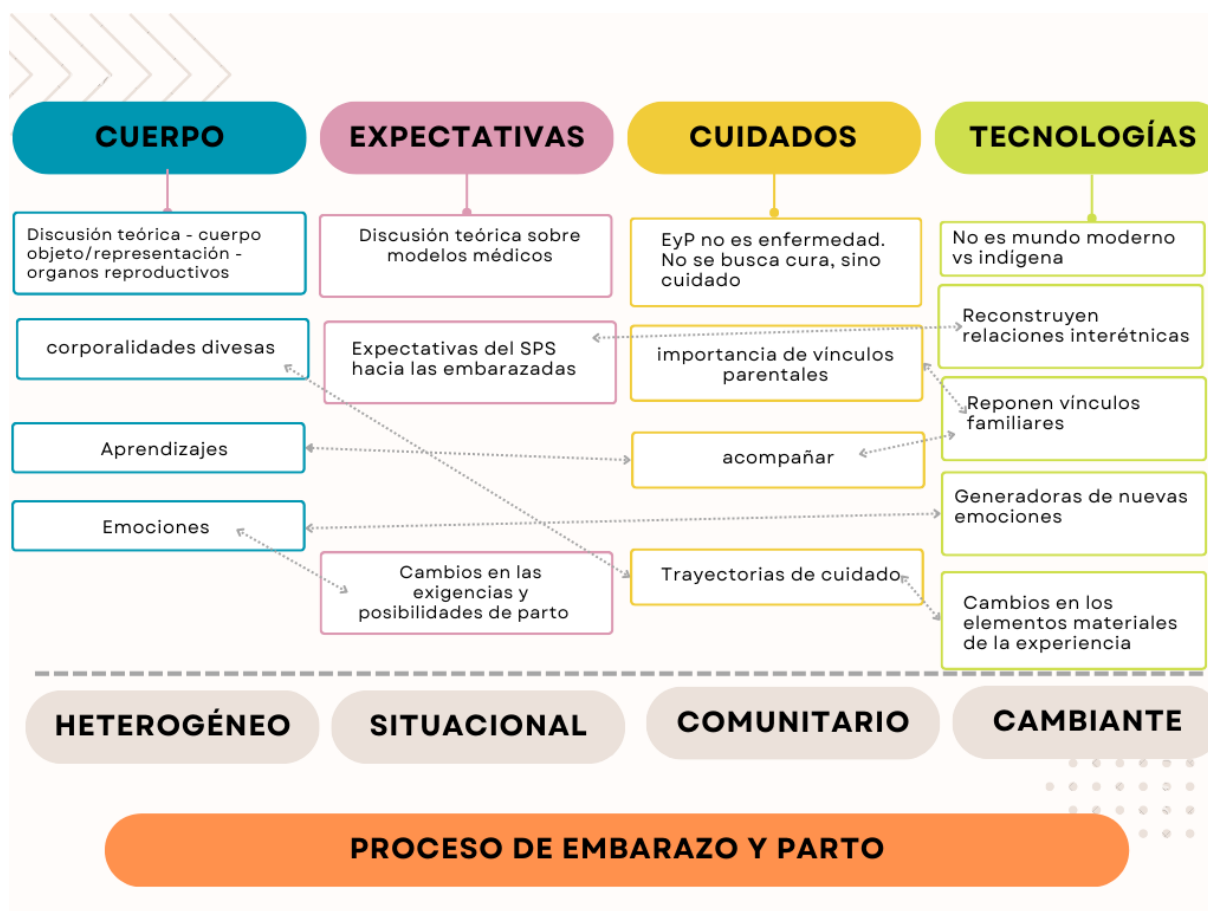 CUERPO
Discusión teórica - cuerpo
objeto/representación -
organos reproductivos
corporalidades divesas
Aprendizajes
Emociones
EXPECTATIVAS
Discusión teórica sobre
modelos médicos
Expectativas del SPS
hacia las embarazadas
Cambios en las
exigencias y
posibilidades de parto
CUIDADOS
EyP no es enfermedad.
No se busca cura, sino
cuidado
importancia de vínculos
parentales
acompañar
Trayectorias de cuidado
TECNOLOGÍAS
No es mundo moderno
vs indígena
Reconstruyen
relaciones interétnicas
Reponen vínculos
familiares
Generadoras de nuevas
emociones
Cambios en los
elementos materiales
de la experiencia
HETEROGÉNEO
SITUACIONAL
COMUNITARIO
CAMBIANTE
PROCESO DE EMBARAZO Y PARTO